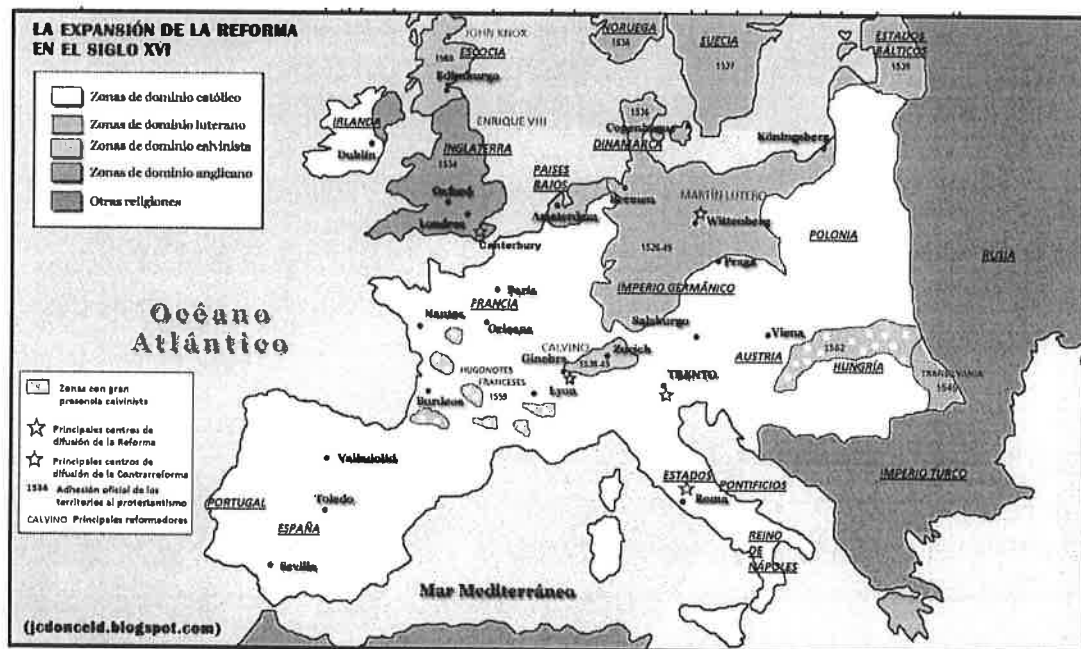 LA EXPANSIÓN DE LA REFORMA
EN EL SIGLO XVI
Zonas de dominio católico
Zonas de dominio luterano
Zonas de dominio calvinista
Zonas de dominio anglicano
Otras religiones
JOHN KNOX
1560
ESCOCIA
Edimburgo
NORUEGA
1536
SUECIA
1527
ESTADOS
BÁLTICOS
1539
IRLANDA
Dublín
ENRIQUE VIII
INGLATERRA
1534
Oxford
Londres
Canterbury
1536
Copenhague
DINAMARCA
Köningsberg
PAISES
BAJOS
Amsterdam
Bremen
MARTÍN LUTERO
Wittenberg
1526-45
Praga
IMPERIO GERMÁNICO
POLONIA
RUSIA
Océano
Atlântico
París
FRANCIA
Nantes
Orleans
Salzburgo
Viena
AUSTRIA
CALVINO
Ginebra
Zurich
HUGONOTES
FRANCESES
1559
Lyon
Burdeos
TRENTO
HUNGRÍA
TRANSILVANIA
Zonas con gran
presencia calvinista
Principales centros de
difusión de la Reforma
Principales centros de
difusión de la Contrarreforma
1534 Adhesión oficial de los
territorios al protestantismo
CALVINO Principales reformadores
Valladolid
PORTUGAL
Toledo
ESPAÑA
Sevilla
ESTADOS
PONTIFICIOS
Roma
REINO
DE
NÁPOLES
IMPERIO TURCO
Mar Mediterráneo
(jcdonceld.blogspot.com)